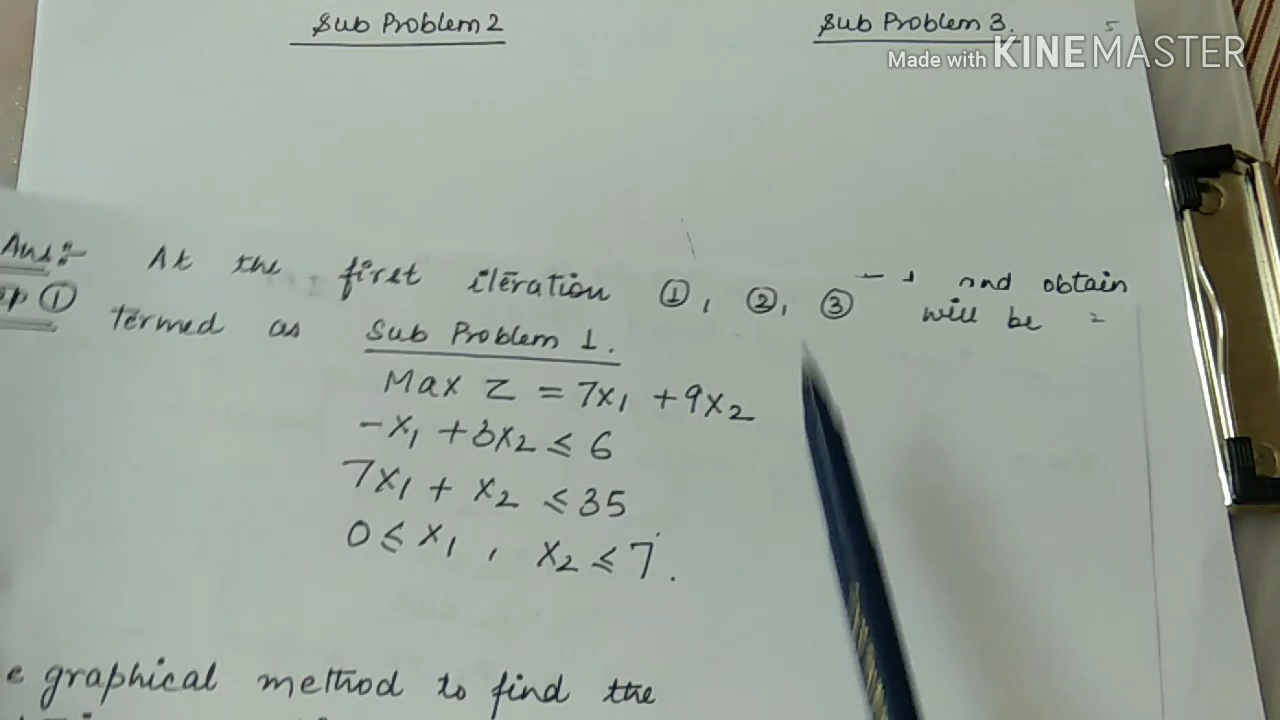 Sub Problem 2
Sub Problem 3.
Made with KINEMASTER
Ans:- At the first iteration ①, ②, ③ and obtain
① termed as Sub Problem 1. will be
Max Z = 7x₁ + 9x₂
-x₁ + 3x₂ ≤ 6
7x₁ + x₂ ≤ 35
0 ≤ x₁, x₂ ≤ 7.
graphical method to find the